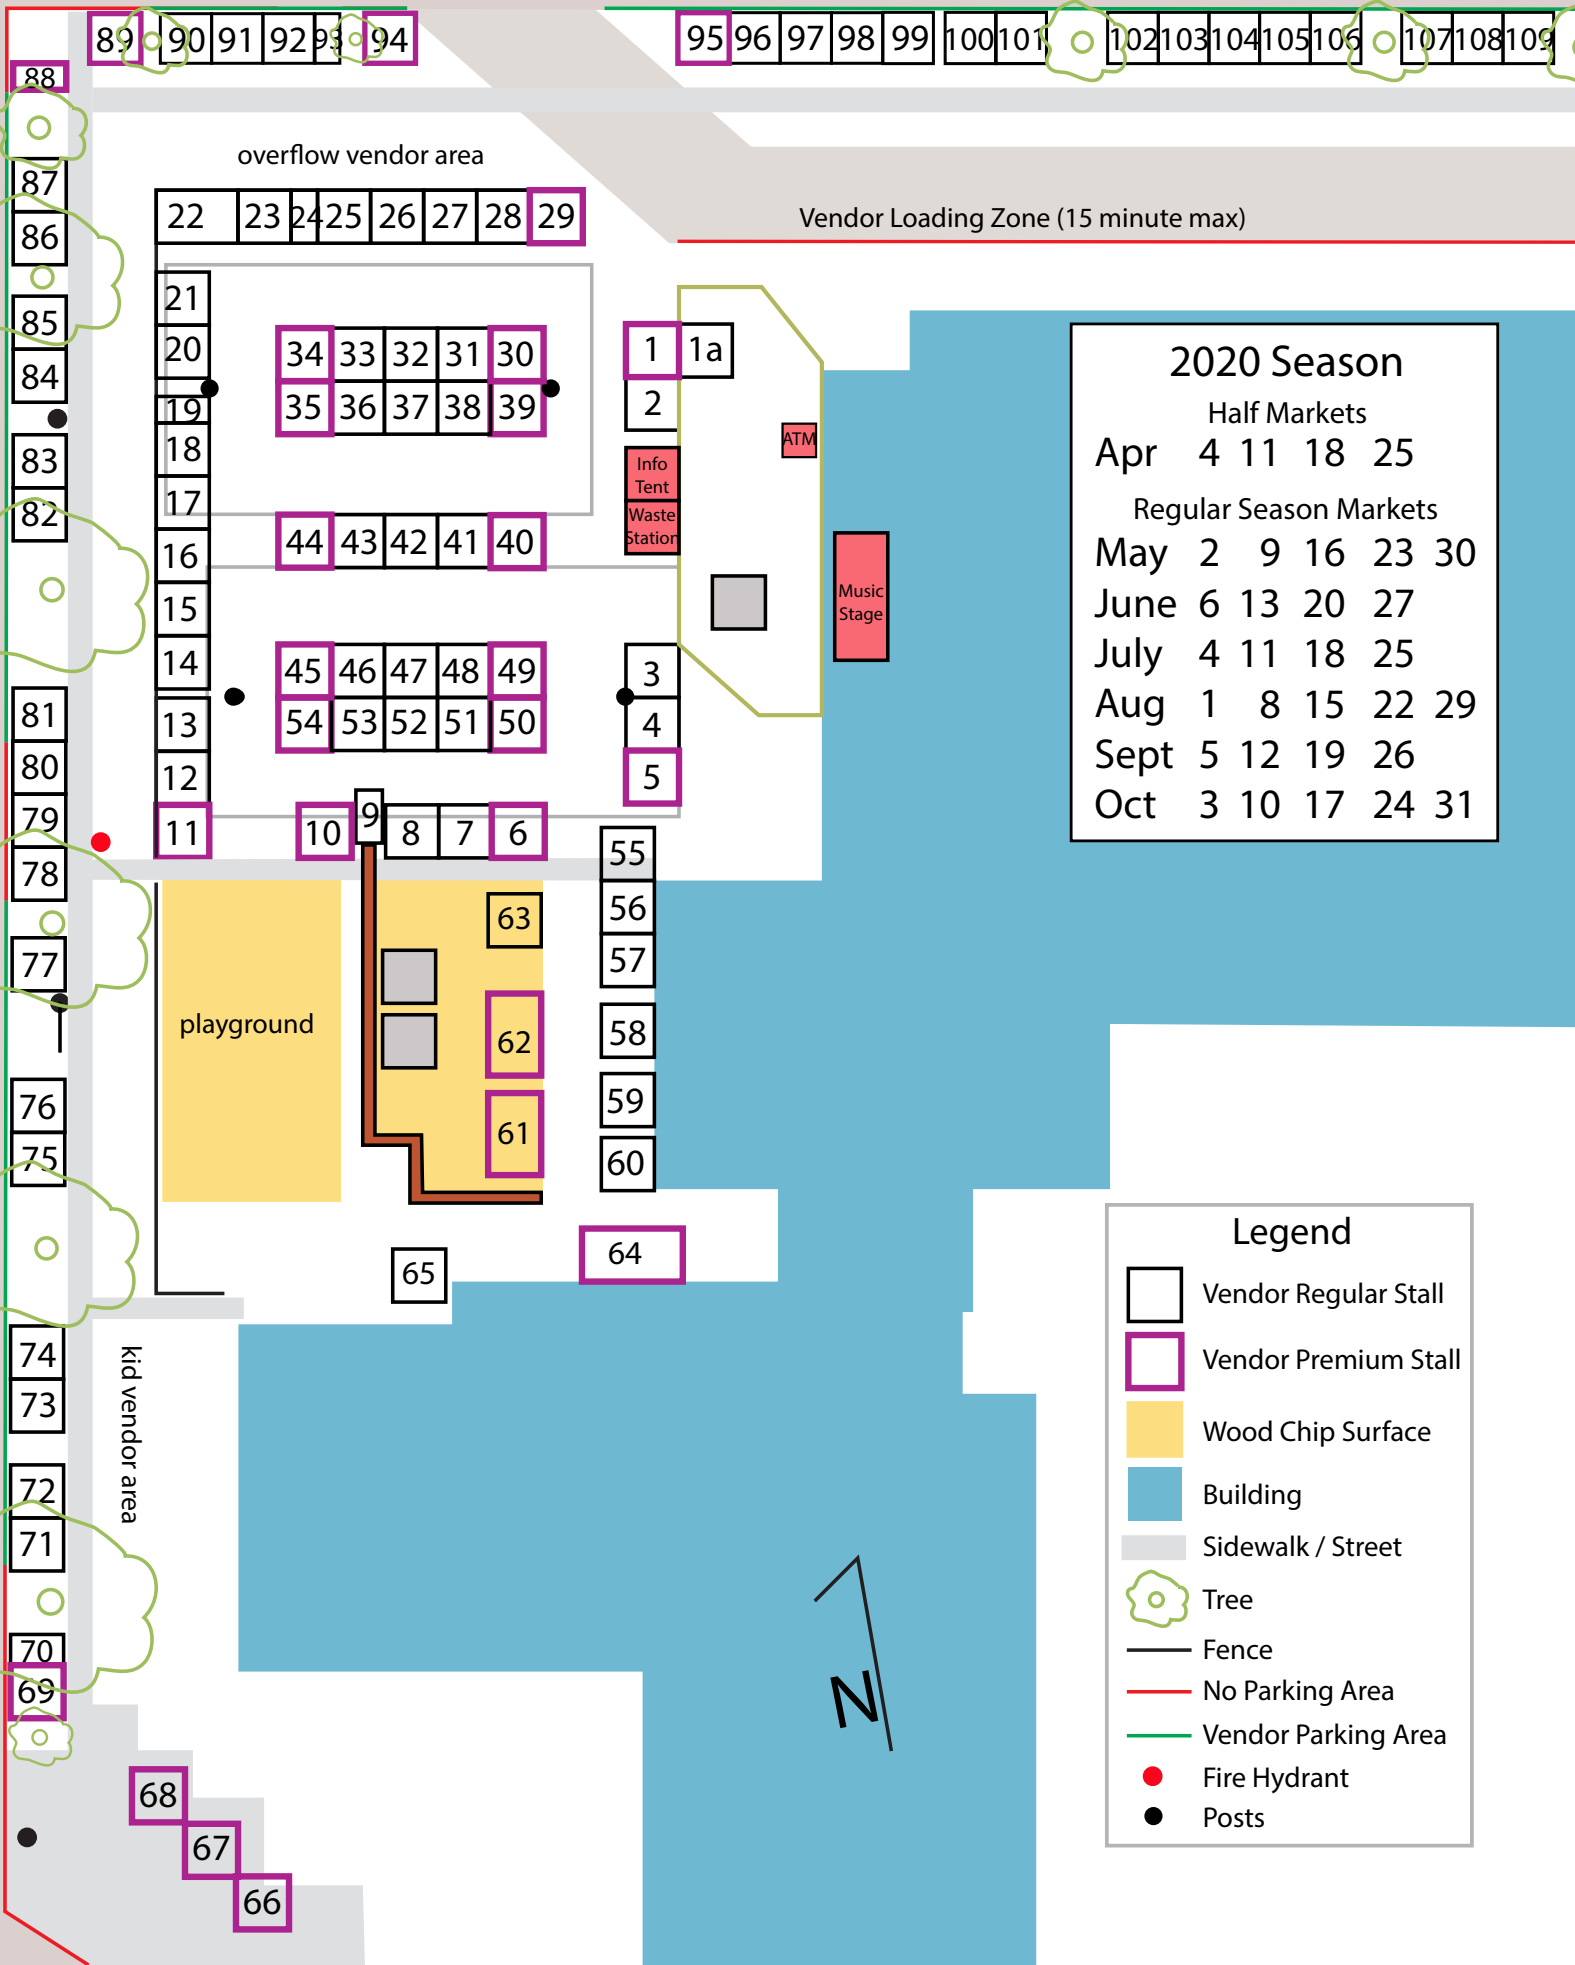 89 90 91 92 93 94 95 96 97 98 99 100 101 102 103 104 105 106 107 108 109
88
overflow vendor area
87
22 23 24 25 26 27 28 29
Vendor Loading Zone (15 minute max)
86
21
85
20
34 33 32 31 30
1 1a
84
19
35 36 37 38 39
2
ATM
18
83
Info
Tent
17
82
Waste
Station
16
44 43 42 41 40
15
Music
Stage
14
45 46 47 48 49
3
81
13
54 53 52 51 50
4
80
12
5
79
11
10
9
8 7 6
55
78
63
56
77
57
playground
62
58
76
61
59
75
60
65
64
74
73
kid vendor area
72
71
70
69
68
67
66
N
2020 Season
Half Markets
Apr 4 11 18 25
Regular Season Markets
May 2 9 16 23 30
June 6 13 20 27
July 4 11 18 25
Aug 1 8 15 22 29
Sept 5 12 19 26
Oct 3 10 17 24 31
Legend
Vendor Regular Stall
Vendor Premium Stall
Wood Chip Surface
Building
Sidewalk / Street
Tree
Fence
No Parking Area
Vendor Parking Area
Fire Hydrant
Posts